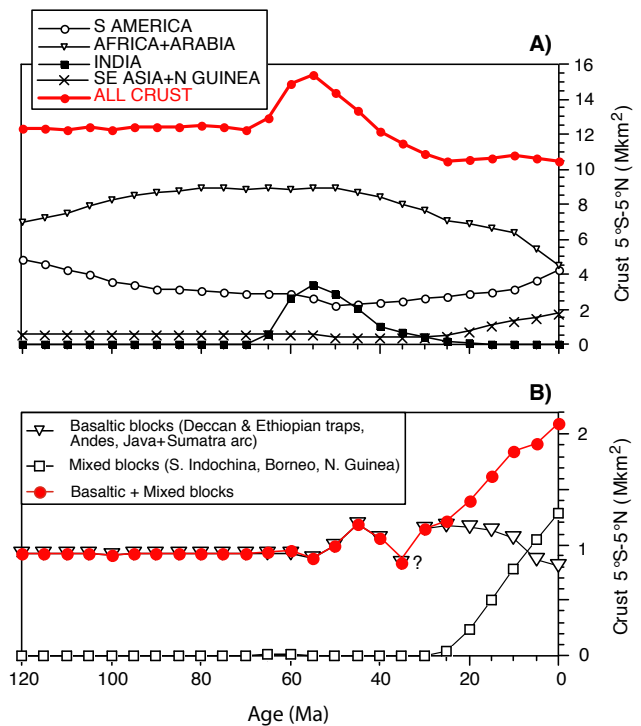 S AMERICA
AFRICA+ARABIA
INDIA
SE ASIA+N GUINEA
ALL CRUST
A)
16
14
12
10
8
6
4
2
0
Crust 5°S-5°N (Mkm²)
B)
Basaltic blocks (Deccan & Ethiopian traps,
Andes, Java+Sumatra arc)
Mixed blocks (S. Indochina, Borneo, N. Guinea)
Basaltic + Mixed blocks
?
2
1
0
Crust 5°S-5°N (Mkm²)
120 100 80 60 40 20 0
Age (Ma)